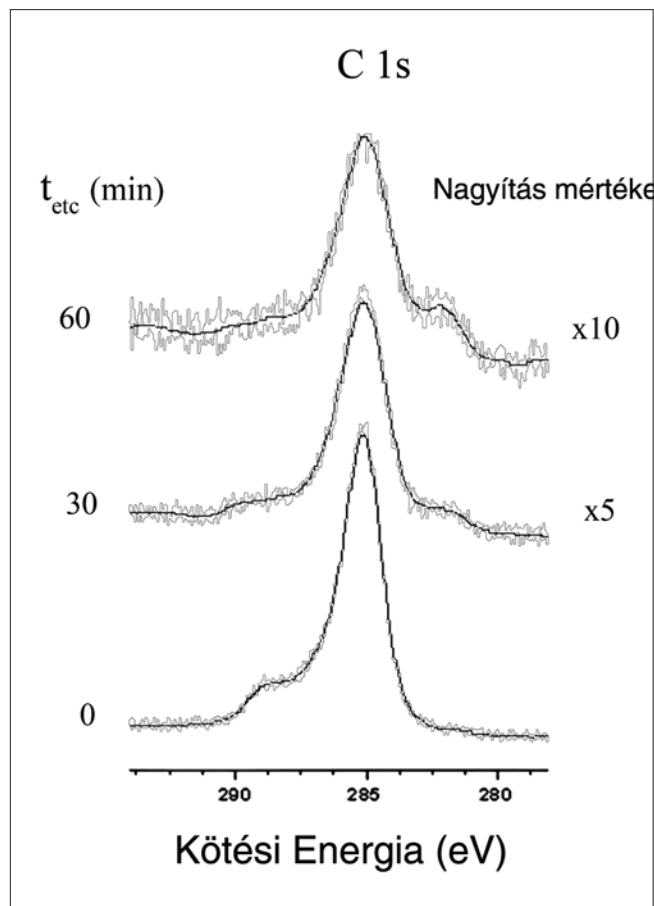 C 1s
t_etc (min)
Nagyítás mértéke
60
x10
30
x5
0
290 285 280
Kötési Energia (eV)